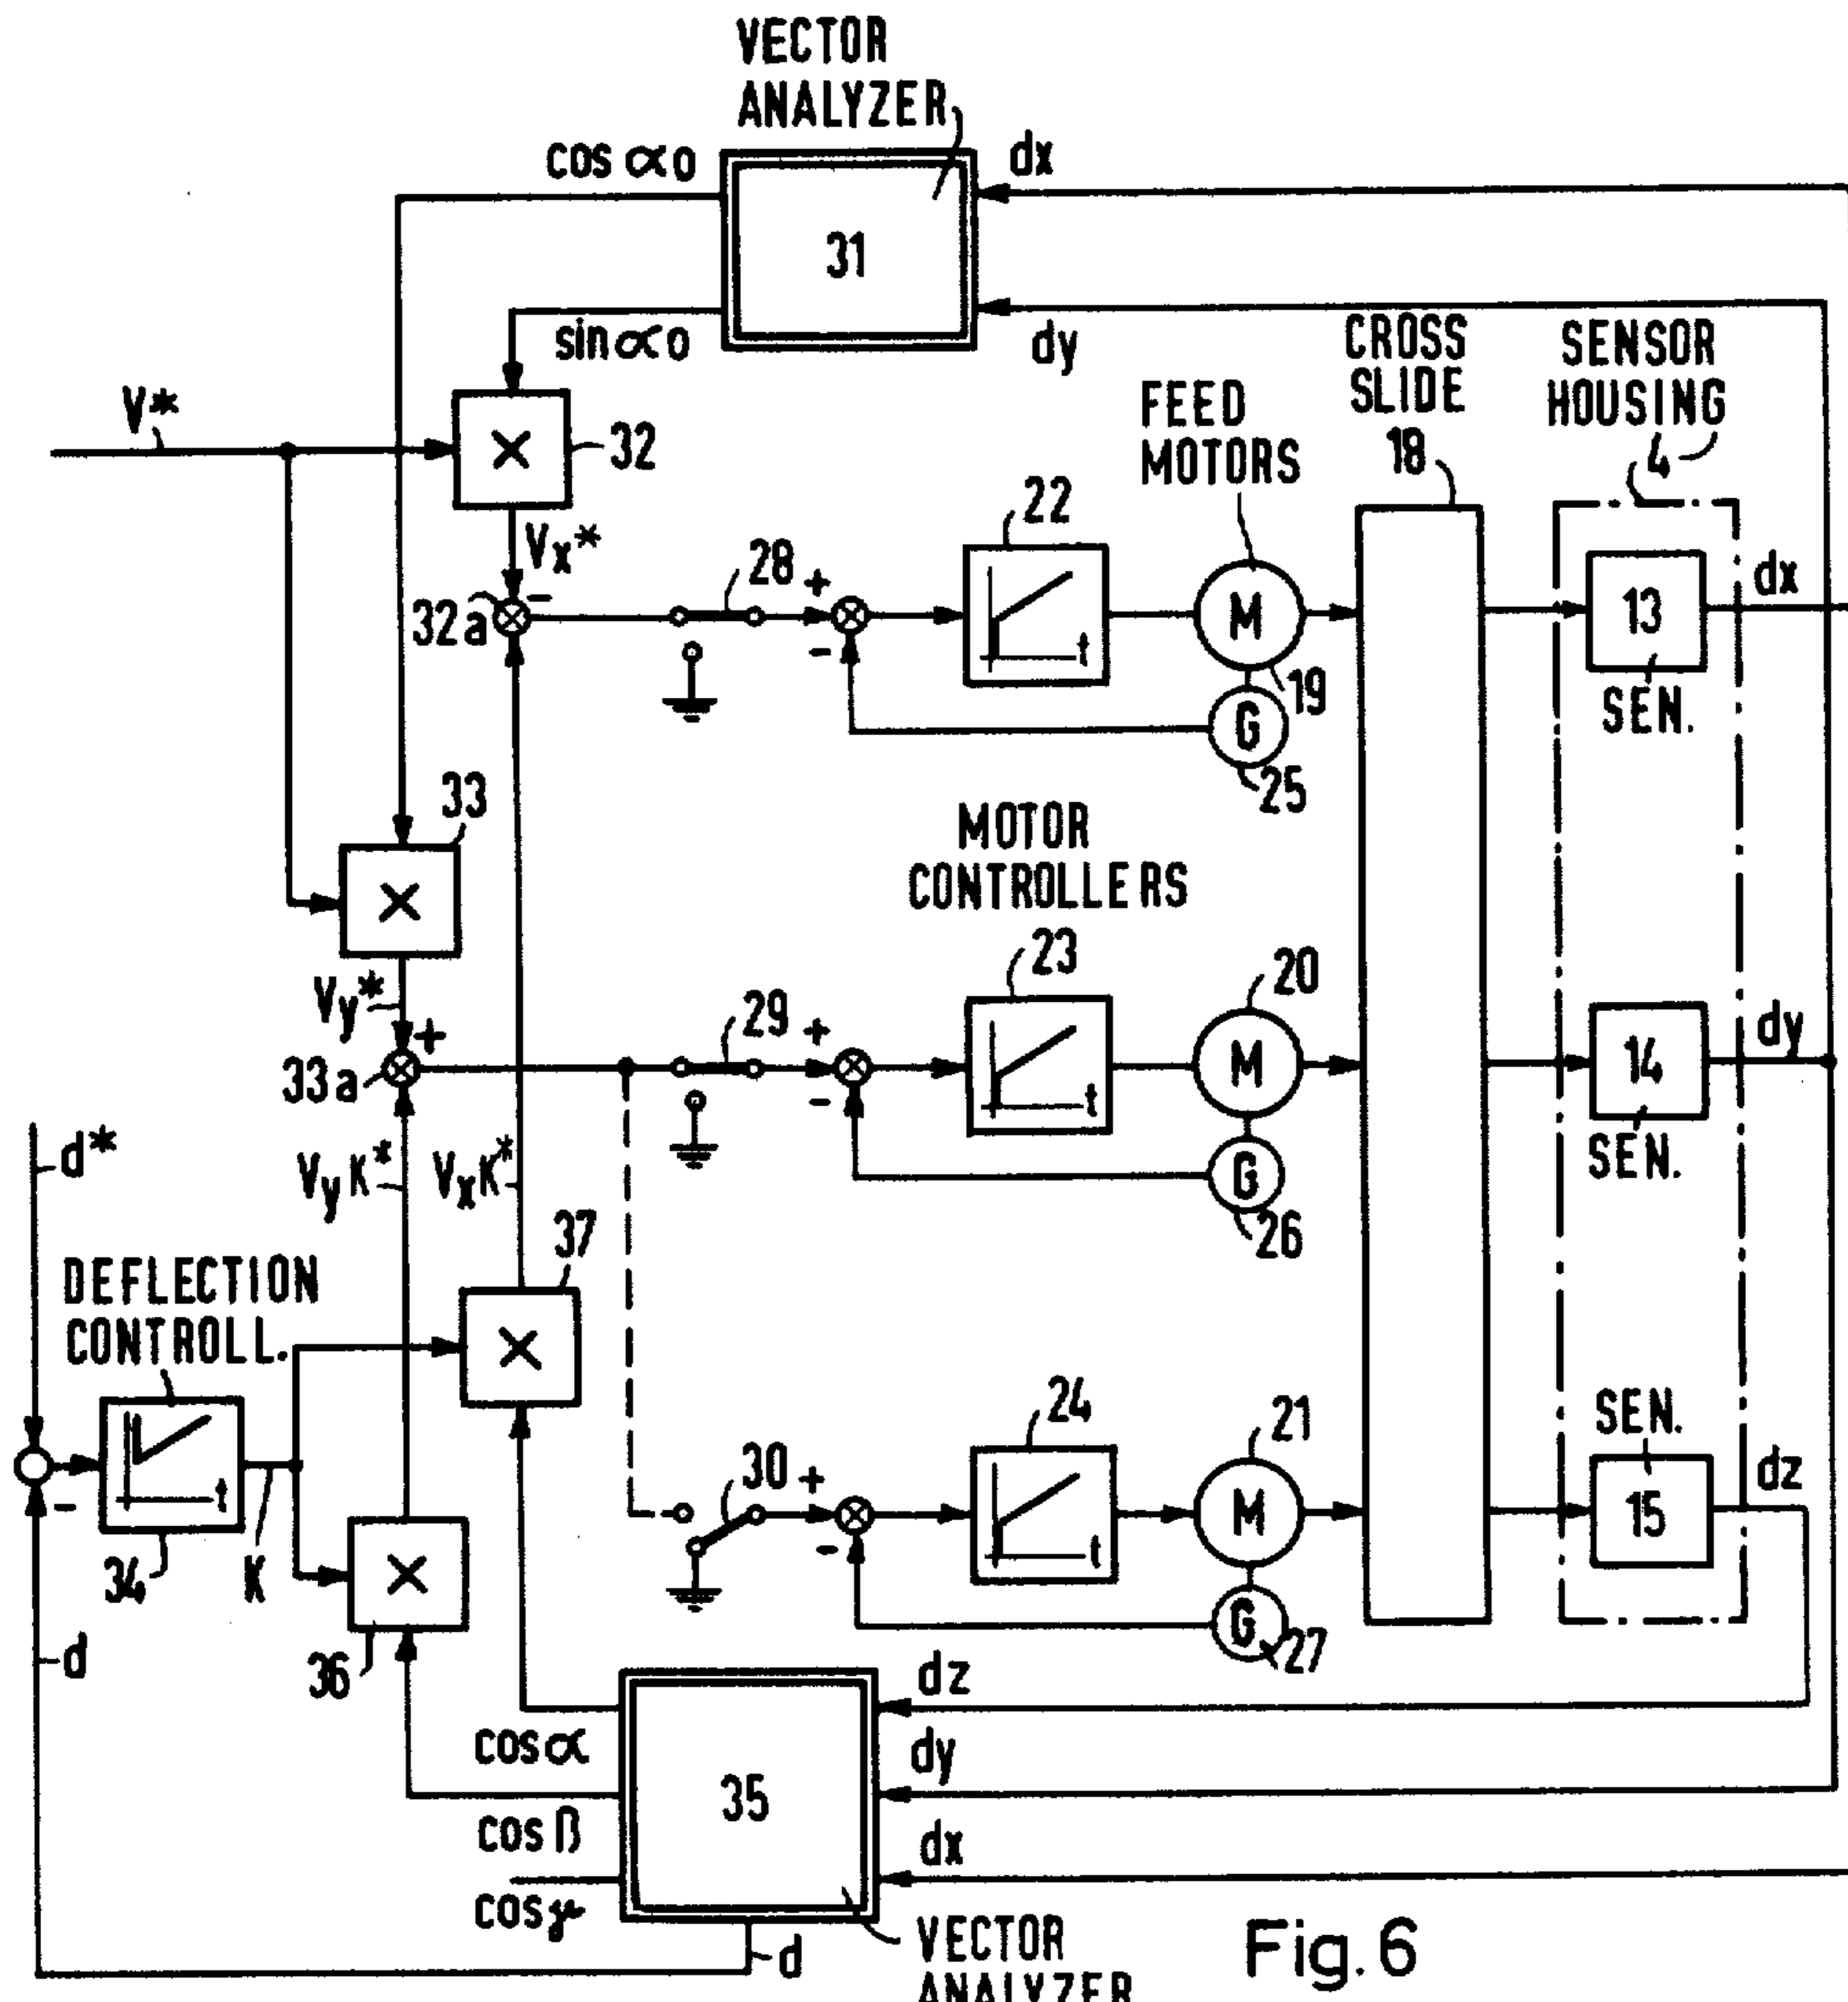 VECTOR
ANALYZER
cos αo
dx
31
sin αo
dy
CROSS
SLIDE
18
SENSOR
HOUSING
4
V*
×
32
FEED
MOTORS
Vx*
22
28
+
-
32a
-
t
M
19
13
dx
SEN.
G
25
33
×
MOTOR
CONTROLLERS
23
20
Vy*
29
+
+
33a
-
t
M
14
dy
SEN.
d*
VyK*
VxK*
G
26
37
DEFLECTION
CONTROLL.
×
24
21
SEN.
30
+
-
t
M
15
dz
-
t
34
K
×
36
G
27
d
dz
cos α
dy
35
cos β
dx
cos γ
d
VECTOR
ANALYZER
Fig. 6